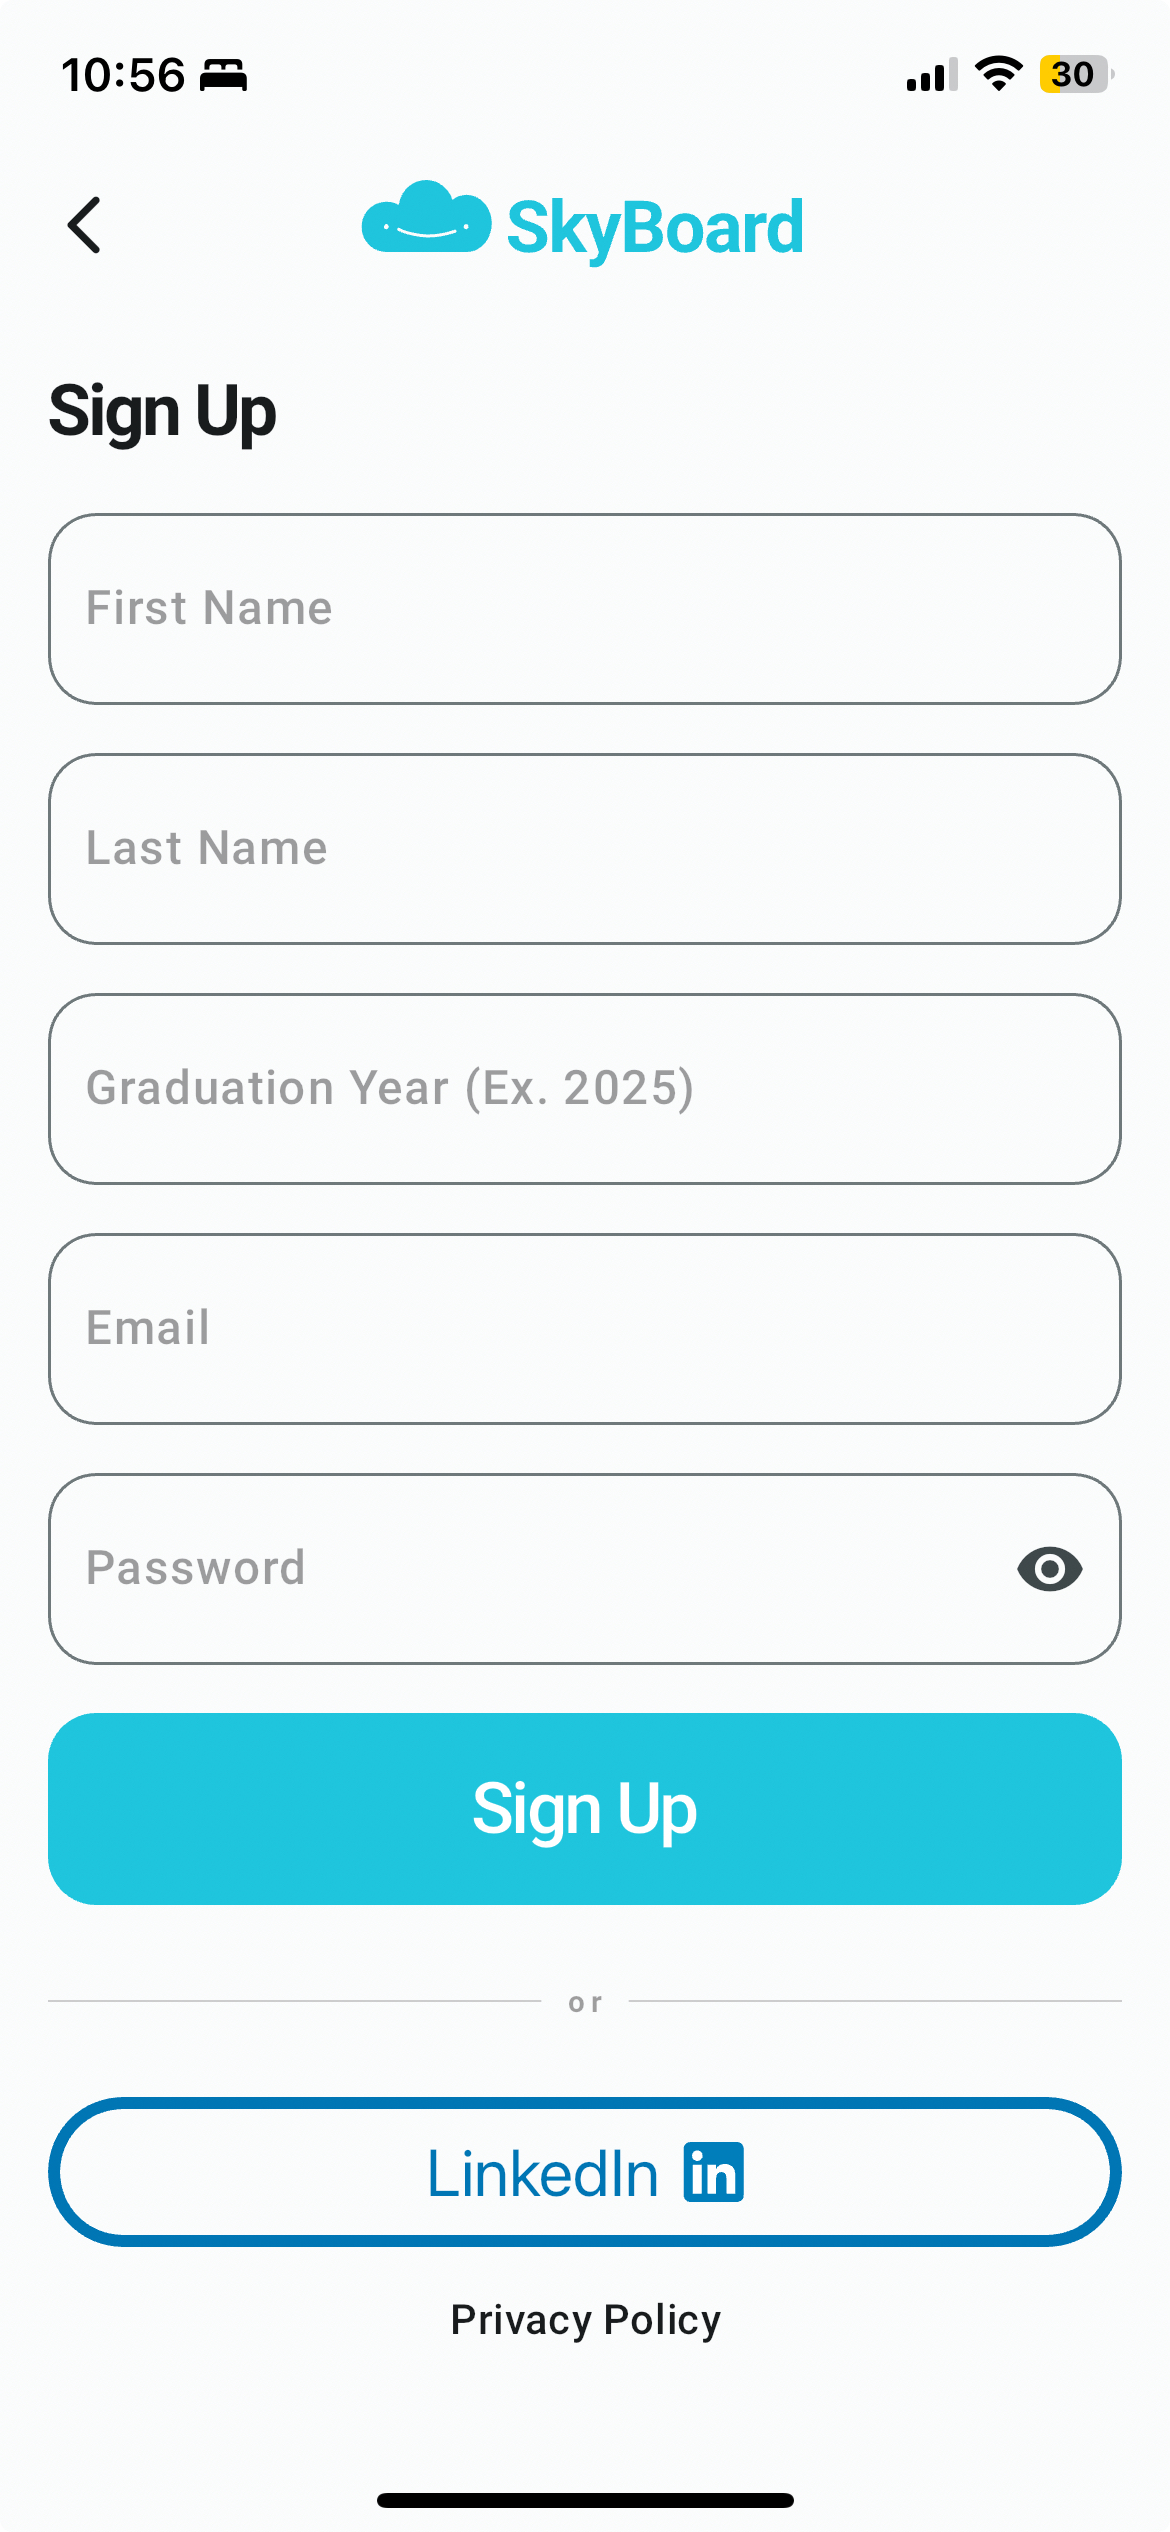 10:56
30
SkyBoard
Sign Up
First Name
Last Name
Graduation Year (Ex. 2025)
Email
Password
Sign Up
or
LinkedIn in
Privacy Policy